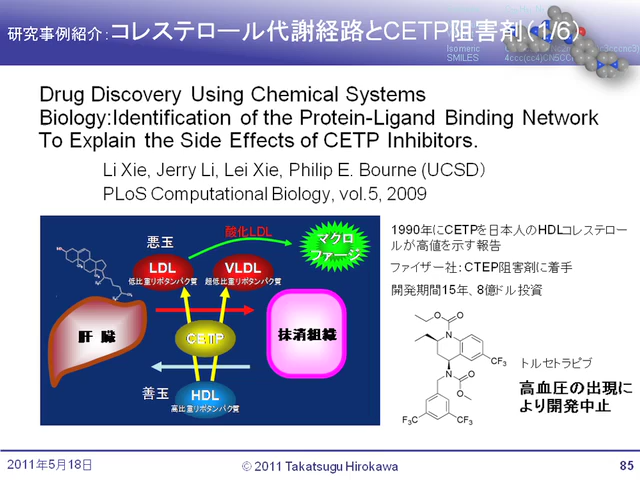 研究事例紹介:コレステロール代謝経路とCETP阻害剤(1/6)
Isomeric
SMILES
Drug Discovery Using Chemical Systems
Biology:Identification of the Protein-Ligand Binding Network
To Explain the Side Effects of CETP Inhibitors.
Li Xie, Jerry Li, Lei Xie, Philip E. Bourne (UCSD)
PLoS Computational Biology, vol.5, 2009
悪玉
酸化LDL
マクロ
ファージ
LDL
低比重リポタンパク質
VLDL
超低比重リポタンパク質
肝臓
CETP
抹消組織
善玉
HDL
高比重リポタンパク質
1990年にCETPを日本人のHDLコレステロー
ルが高値を示す報告
ファイザー社:CTEP阻害剤に着手
開発期間15年、8億ドル投資
トルセトラピブ
高血圧の出現に
より開発中止
2011年5月18日
© 2011 Takatsugu Hirokawa
85